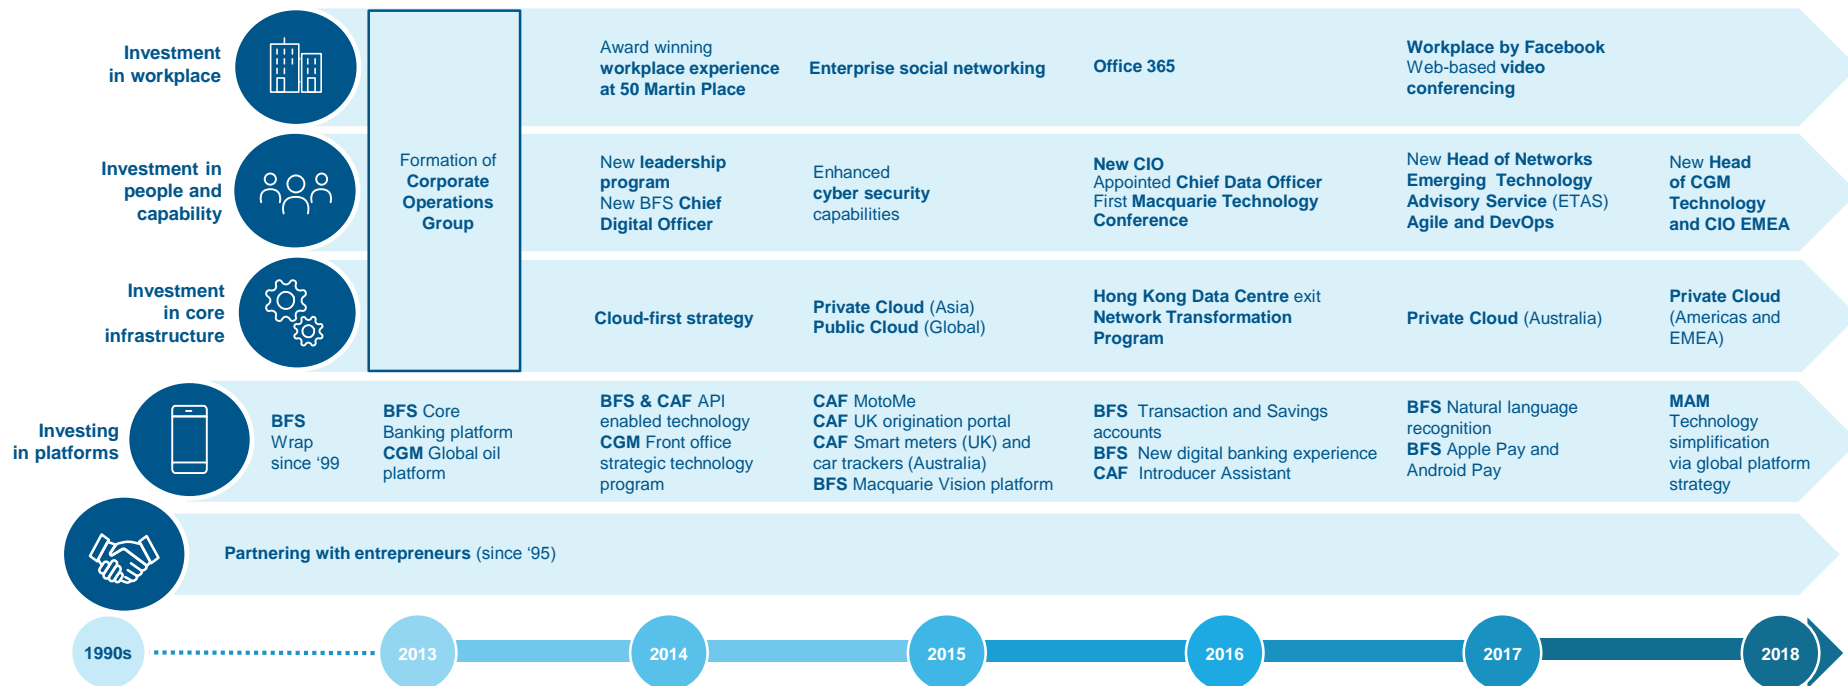 Investment
in workplace
Award winning
workplace experience
at 50 Martin Place
Enterprise social networking
Office 365
Workplace by Facebook
Web-based video
conferencing
Investment in
people and
capability
Formation of
Corporate
Operations
Group
New leadership
program
New BFS Chief
Digital Officer
Enhanced
cyber security
capabilities
New CIO
Appointed Chief Data Officer
First Macquarie Technology
Conference
New Head of Networks
Emerging Technology
Advisory Service (ETAS)
Agile and DevOps
New Head
of CGM
Technology
and CIO EMEA
Investment
in core
infrastructure
Cloud-first strategy
Private Cloud (Asia)
Public Cloud (Global)
Hong Kong Data Centre exit
Network Transformation
Program
Private Cloud (Australia)
Private Cloud
(Americas and
EMEA)
Investing
in platforms
BFS
Wrap
since ‘99
BFS Core
Banking platform
CGM Global oil
platform
BFS & CAF API
enabled technology
CGM Front office
strategic technology
program
CAF MotoMe
CAF UK origination portal
CAF Smart meters (UK) and
car trackers (Australia)
BFS Macquarie Vision platform
BFS Transaction and Savings
accounts
BFS New digital banking experience
CAF Introducer Assistant
BFS Natural language
recognition
BFS Apple Pay and
Android Pay
MAM
Technology
simplification
via global platform
strategy
Partnering with entrepreneurs (since ‘95)
1990s
2013
2014
2015
2016
2017
2018